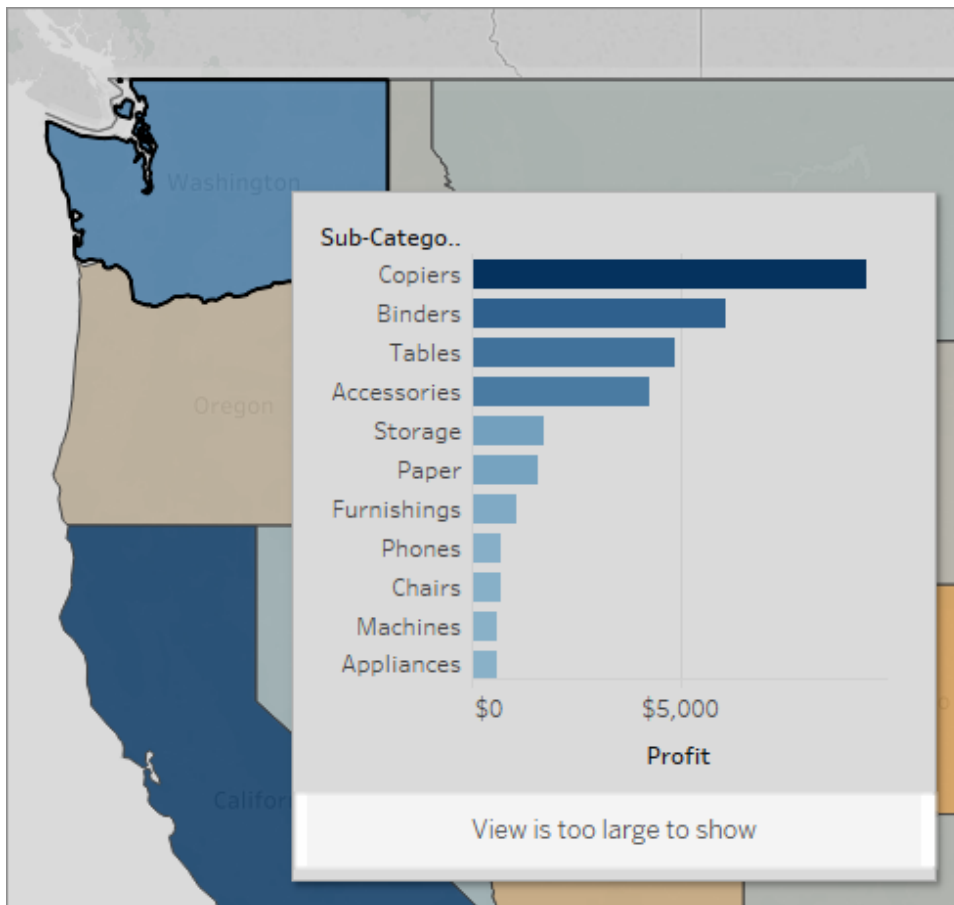 Washington
Sub-Catego..
Copiers
Binders
Tables
Accessories
Oregon
Storage
Paper
Furnishings
Phones
Chairs
Machines
Appliances
$0 $5,000
Profit
Califor
View is too large to show